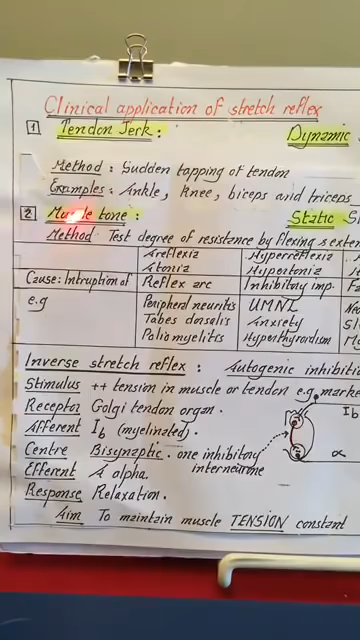 Clinical application of stretch reflex
1 Tendon Jerk : Dynamic
Method : Sudden tapping of tendon
Examples : Ankle, knee, biceps and triceps
2 Muscle tone : Static
Method Test degree of resistance by flexing &
Areflexia Hyperreflexia
Atonia Hypertonia
Cause: Intruption of Reflex arc Inhibitory imp.
e.g Peripheral neuritis UMNL
Tabes dorsalis Anxiety
Poliomyelitis Hyperthyrodism
Inverse stretch reflex : Autogenic inhibitio
Stimulus ++ tension in muscle or tendon e.g marke
Receptor Golgi tendon organ.
Afferent Ib (myelinated). Ib
Centre Bisynaptic. one inhibitory
interneurone
Efferent A alpha. α
Response Relaxation.
Aim To maintain muscle TENSION constant